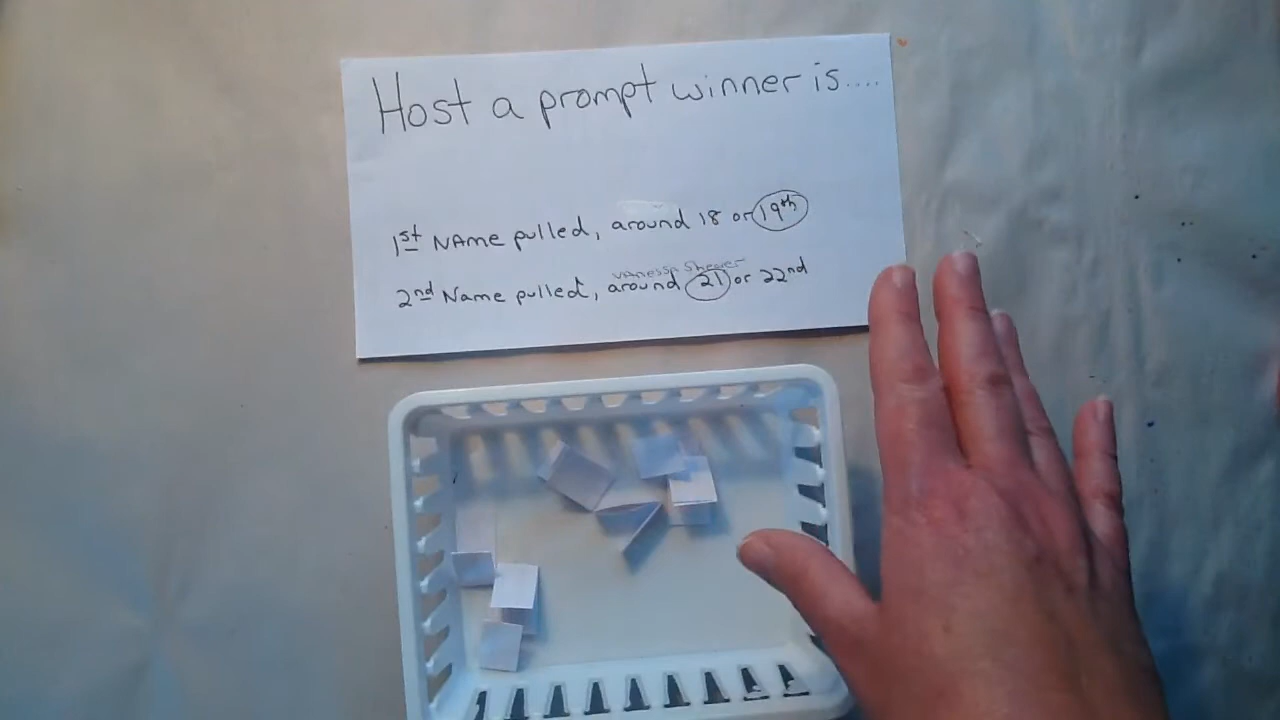 Host a prompt winner is....
1st Name pulled, around 18 or 19th
Vanessa Shever
2nd Name pulled, around 21 or 22nd